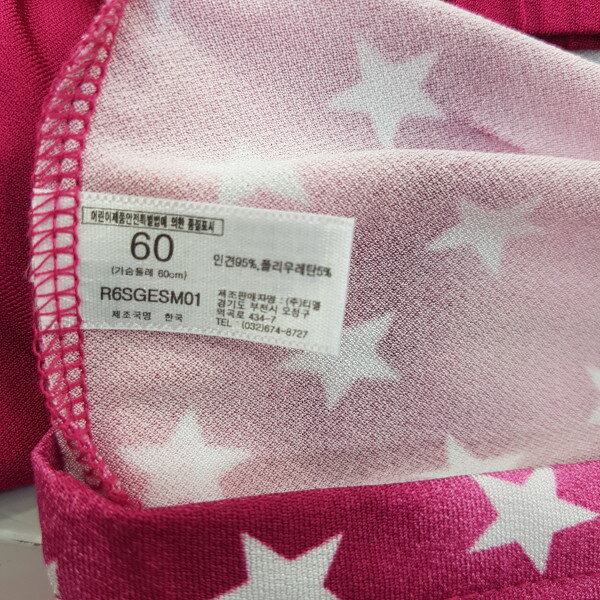 어린이제품안전특별법에 의한 품질표시
60
(가슴둘레 60cm)
R6SGESM01
제조국명 한국
인견95%,폴리우레탄5%
제조판매자명 : (주)티엘
경기도 부천시 오정구
역곡로 434-7
TEL : (032)674-8727